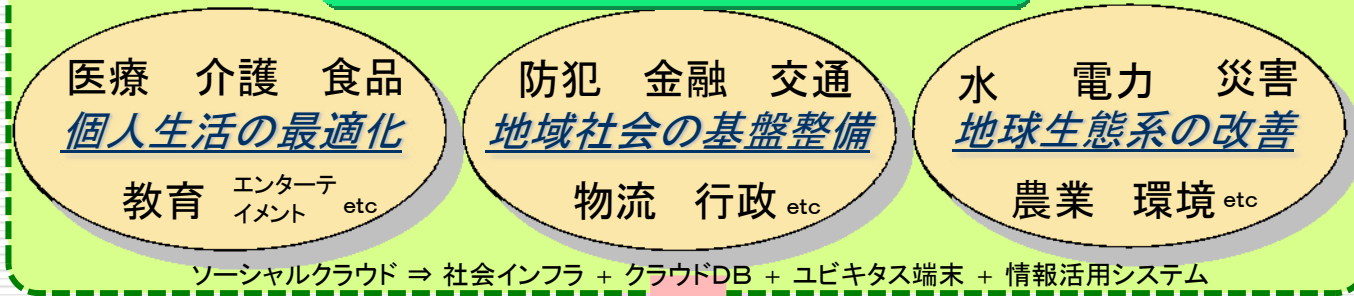 医療 介護 食品
個人生活の最適化
教育 エンターテ
イメント etc
防犯 金融 交通
地域社会の基盤整備
物流 行政 etc
水 電力 災害
地球生態系の改善
農業 環境 etc
ソーシャルクラウド ⇒ 社会インフラ + クラウドDB + ユビキタス端末 + 情報活用システム